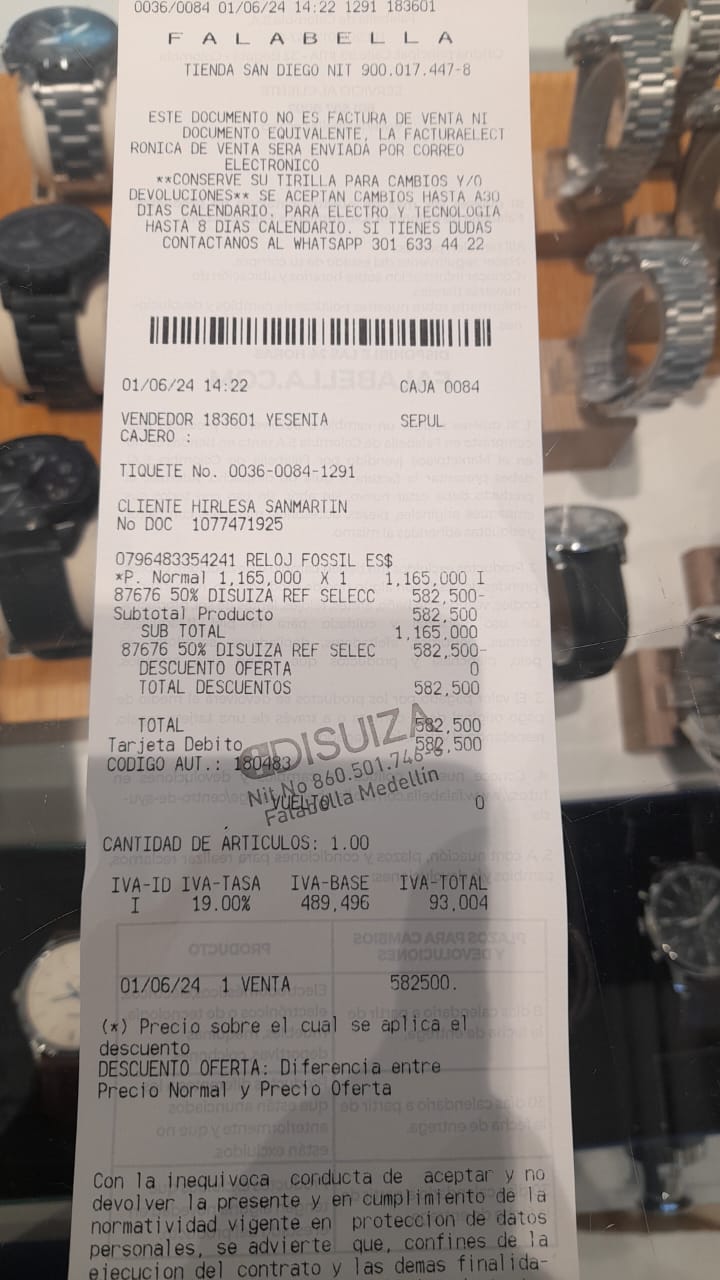 0036/0084 01/06/24 14:22 1291 183601
FALABELLA
TIENDA SAN DIEGO NIT 900.017.447-8
ESTE DOCUMENTO NO ES FACTURA DE VENTA NI
DOCUMENTO EQUIVALENTE, LA FACTURAELECT
RONICA DE VENTA SERA ENVIADA POR CORREO
ELECTRONICO
**CONSERVE SU TIRILLA PARA CAMBIOS Y/O
DEVOLUCIONES** SE ACEPTAN CAMBIOS HASTA A30
DIAS CALENDARIO. PARA ELECTRO Y TECNOLOGIA
HASTA 8 DIAS CALENDARIO. SI TIENES DUDAS
CONTACTANOS AL WHATSAPP 301 633 44 22
01/06/24 14:22 CAJA 0084
VENDEDOR 183601 YESENIA SEPUL
CAJERO :
TIQUETE No. 0036-0084-1291
CLIENTE HIRLESA SANMARTIN
No DOC 1077471925
0796483354241 RELOJ FOSSIL ES$
*P. Normal 1,165,000 X 1 1,165,000 I
87676 50% DISUIZA REF SELECC 582,500-
Subtotal Producto 582,500
SUB TOTAL 1,165,000
87676 50% DISUIZA REF SELEC 582,500-
DESCUENTO OFERTA 0
TOTAL DESCUENTOS 582,500
TOTAL 582,500
Tarjeta Debito 582,500
CODIGO AUT.: 180483
DISUIZA
Nit No 860.501.746-
Falabella Medellín
VUELTO 0
CANTIDAD DE ARTICULOS: 1.00
IVA-ID IVA-TASA IVA-BASE IVA-TOTAL
I 19.00% 489,496 93,004
01/06/24 1 VENTA 582500.
(*) Precio sobre el cual se aplica el
descuento
DESCUENTO OFERTA: Diferencia entre
Precio Normal y Precio Oferta
Con la inequivoca conducta de aceptar y no
devolver la presente y en cumplimiento de la
normatividad vigente en proteccion de datos
personales, se advierte que, confines de la
ejecucion del contrato y las demas finalida-